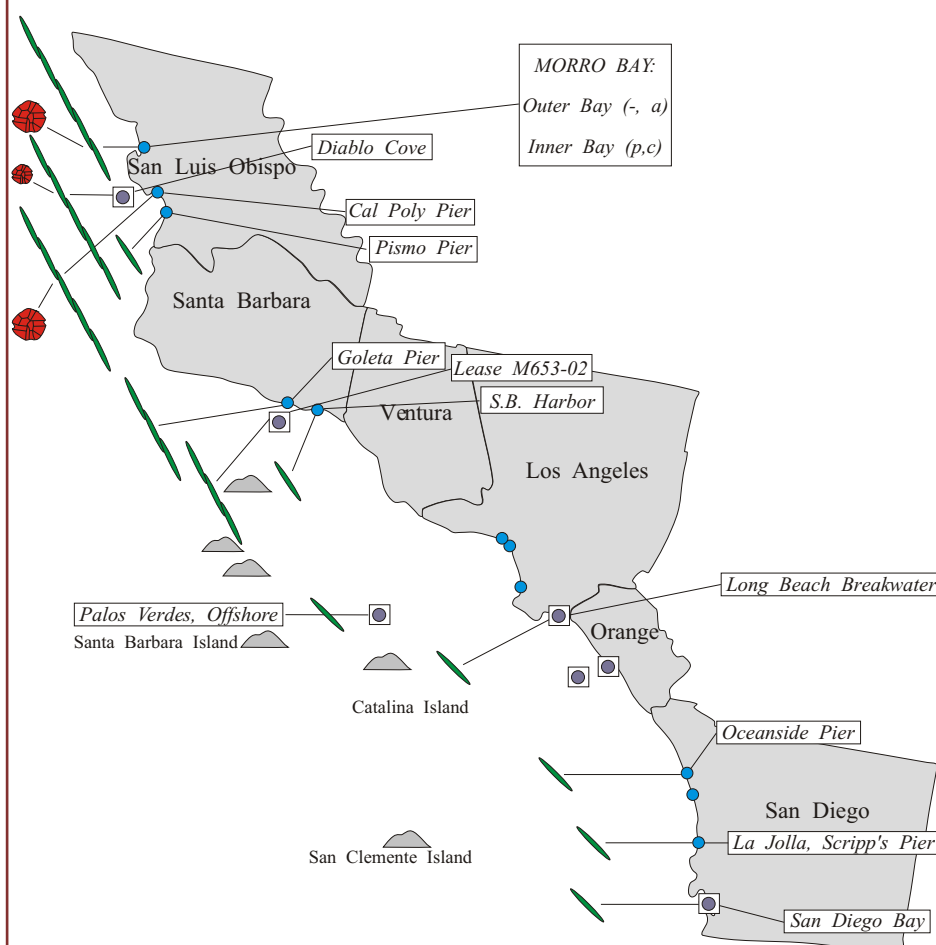 MORRO BAY:
Outer Bay (-, a)
Inner Bay (p,c)
Diablo Cove
San Luis Obispo
Cal Poly Pier
Pismo Pier
Santa Barbara
Goleta Pier
Lease M653-02
S.B. Harbor
Ventura
Los Angeles
Long Beach Breakwater
Palos Verdes, Offshore
Orange
Santa Barbara Island
Catalina Island
Oceanside Pier
San Diego
La Jolla, Scripp's Pier
San Clemente Island
San Diego Bay